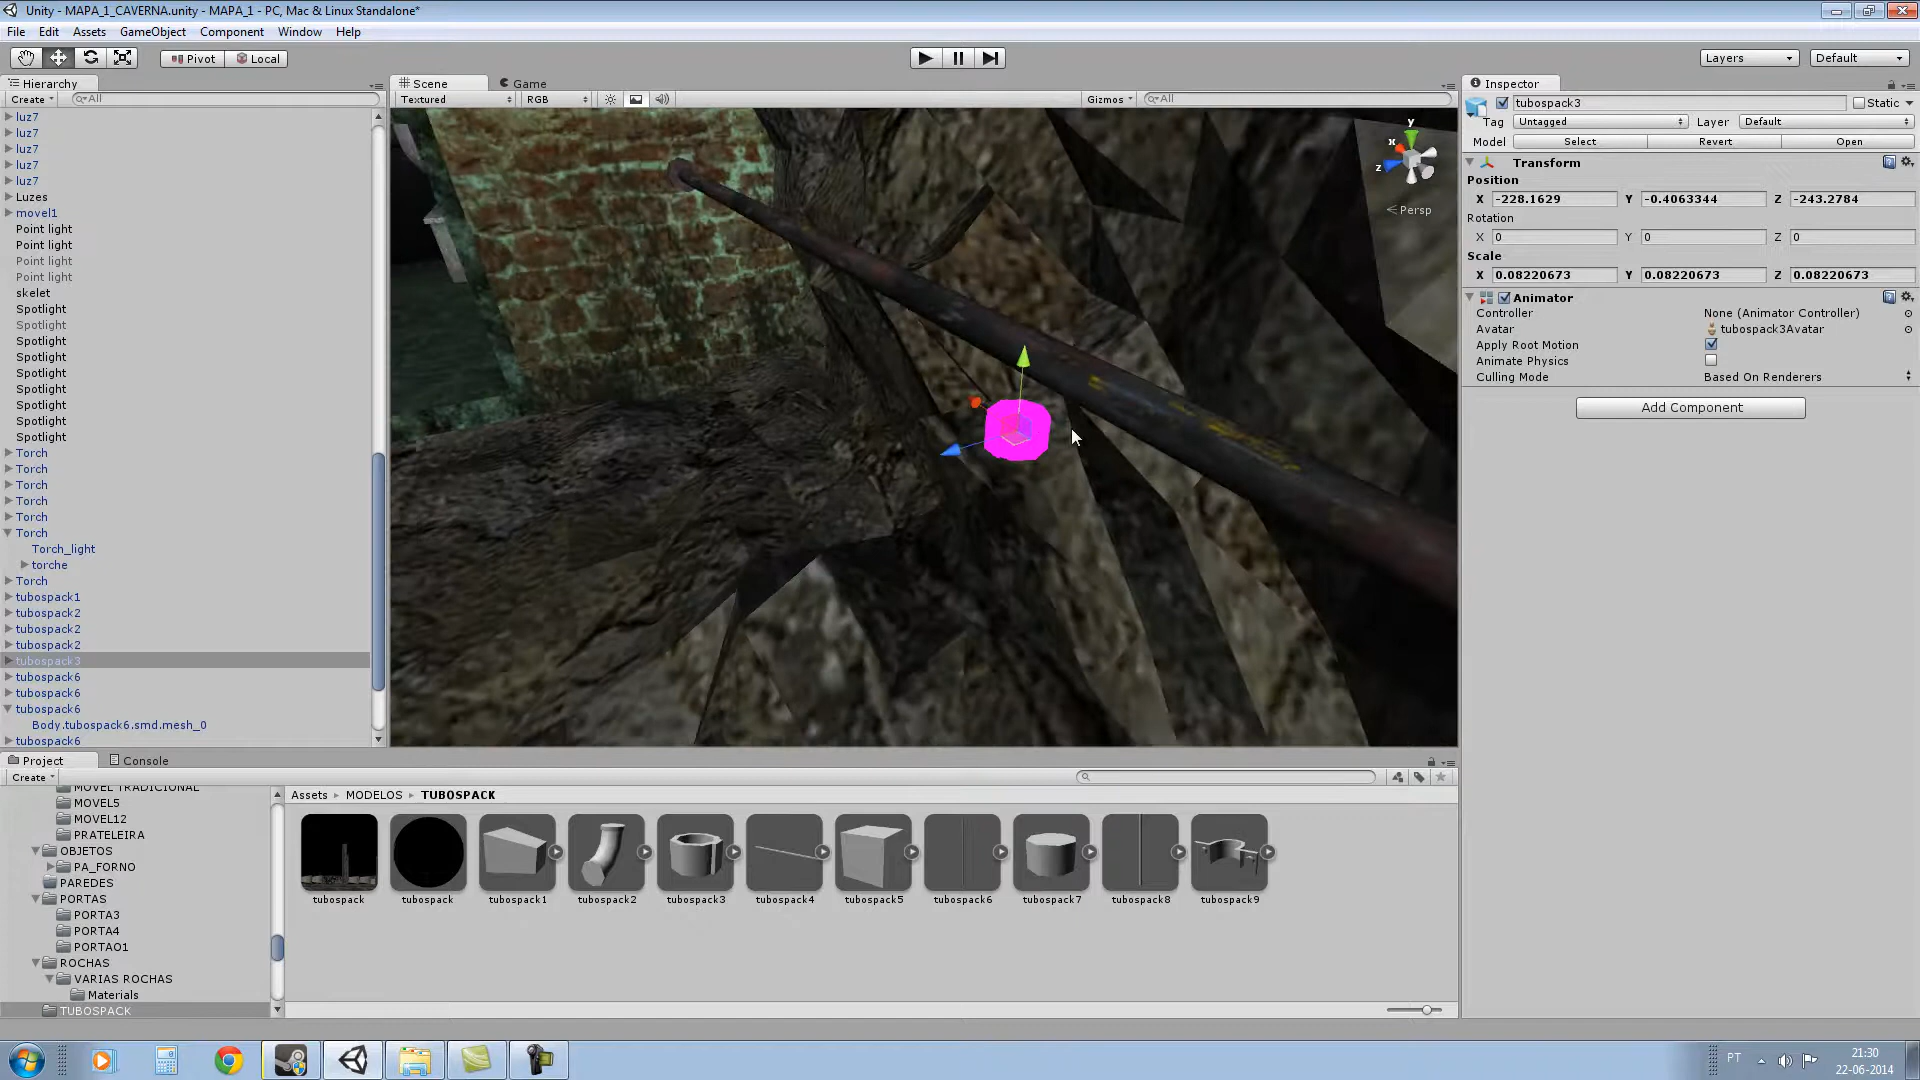 Unity - MAPA_1_CAVERNA.unity - MAPA_1 - PC, Mac & Linux Standalone*
File Edit Assets GameObject Component Window Help
Pivot Local Layers Default
Hierarchy
Create All
luz7
luz7
luz7
luz7
luz7
Luzes
movel1
Point light
Point light
Point light
Point light
skelet
Spotlight
Spotlight
Spotlight
Spotlight
Spotlight
Spotlight
Spotlight
Spotlight
Spotlight
Torch
Torch
Torch
Torch
Torch
Torch
Torch_light
torche
Torch
tubospack1
tubospack2
tubospack2
tubospack2
tubospack3
tubospack6
tubospack6
tubospack6
Body.tubospack6.smd.mesh_0
tubospack6
Scene Game
Textured RGB Gizmos All
y
x
z
Persp
Inspector
tubospack3 Static
Tag Untagged Layer Default
Model Select Revert Open
Transform
Position
X -228.1629 Y -0.4063344 Z -243.2784
Rotation
X 0 Y 0 Z 0
Scale
X 0.08220673 Y 0.08220673 Z 0.08220673
Animator
Controller None (Animator Controller)
Avatar tubospack3Avatar
Apply Root Motion
Animate Physics
Culling Mode Based On Renderers
Add Component
Project Console
Create
MOVEL TRADICIONAL
MOVEL5
MOVEL12
PRATELEIRA
OBJETOS
PA_FORNO
PAREDES
PORTAS
PORTA3
PORTA4
PORTAO1
ROCHAS
VARIAS ROCHAS
Materials
TUBOSPACK
Assets MODELOS TUBOSPACK
tubospack tubospack tubospack1 tubospack2 tubospack3 tubospack4 tubospack5 tubospack6 tubospack7 tubospack8 tubospack9
PT
21:30
22-06-2014